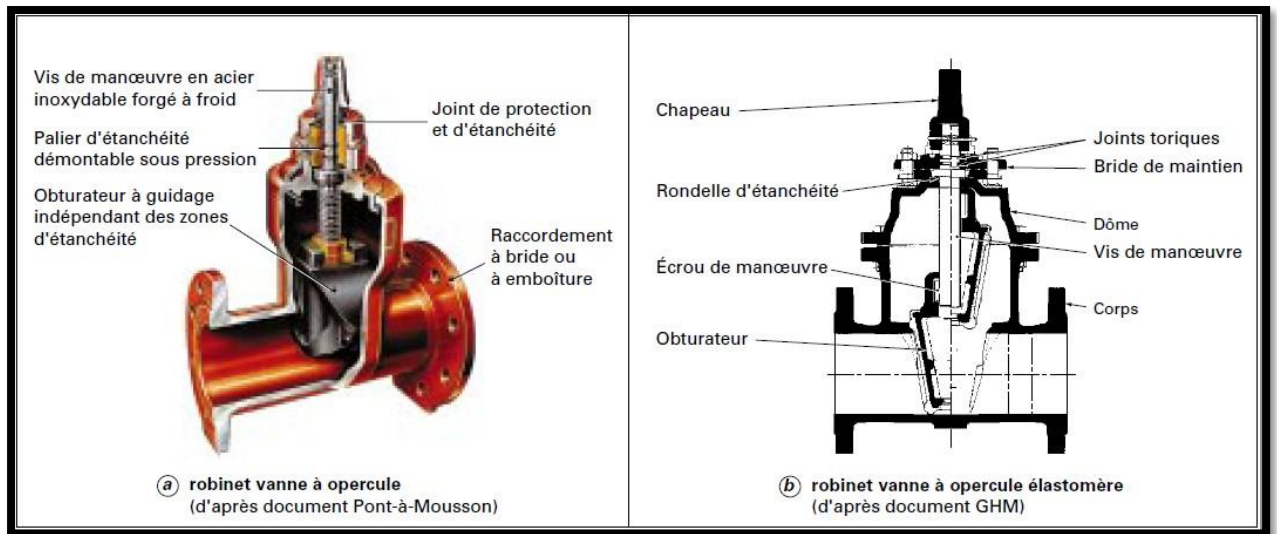 Vis de manœuvre en acier
inoxydable forgé à froid
Palier d'étanchéité
démontable sous pression
Obturateur à guidage
indépendant des zones
d'étanchéité
Joint de protection
et d'étanchéité
Raccordement
à bride ou
à emboîture
a robinet vanne à opercule
(d'après document Pont-à-Mousson)
Chapeau
Rondelle d'étanchéité
Écrou de manœuvre
Obturateur
Joints toriques
Bride de maintien
Dôme
Vis de manœuvre
Corps
b robinet vanne à opercule élastomère
(d'après document GHM)